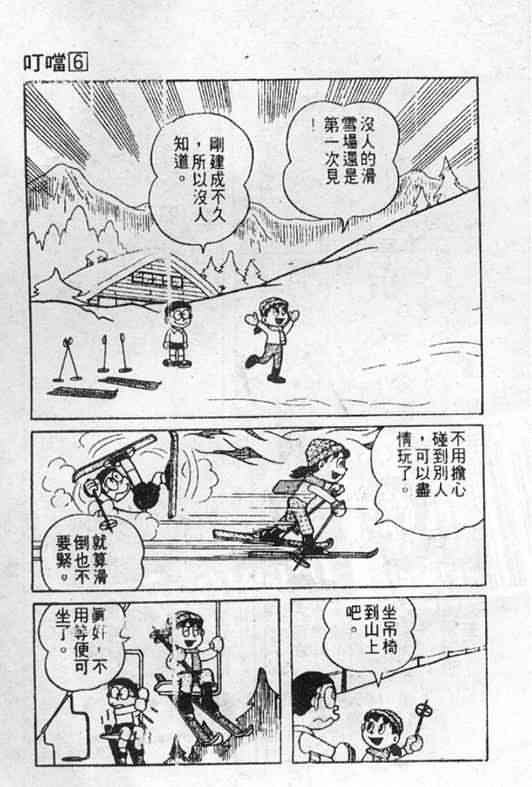 叮噹6
沒人的滑
雪場還是
第一次見
！
剛建成不久
，所以沒人
知道。
不用擔心
碰到別人
，可以盡
情玩了。
就算滑
倒也不
要緊。
坐吊椅
到山上
吧。
真好，不
用等便可
坐了。